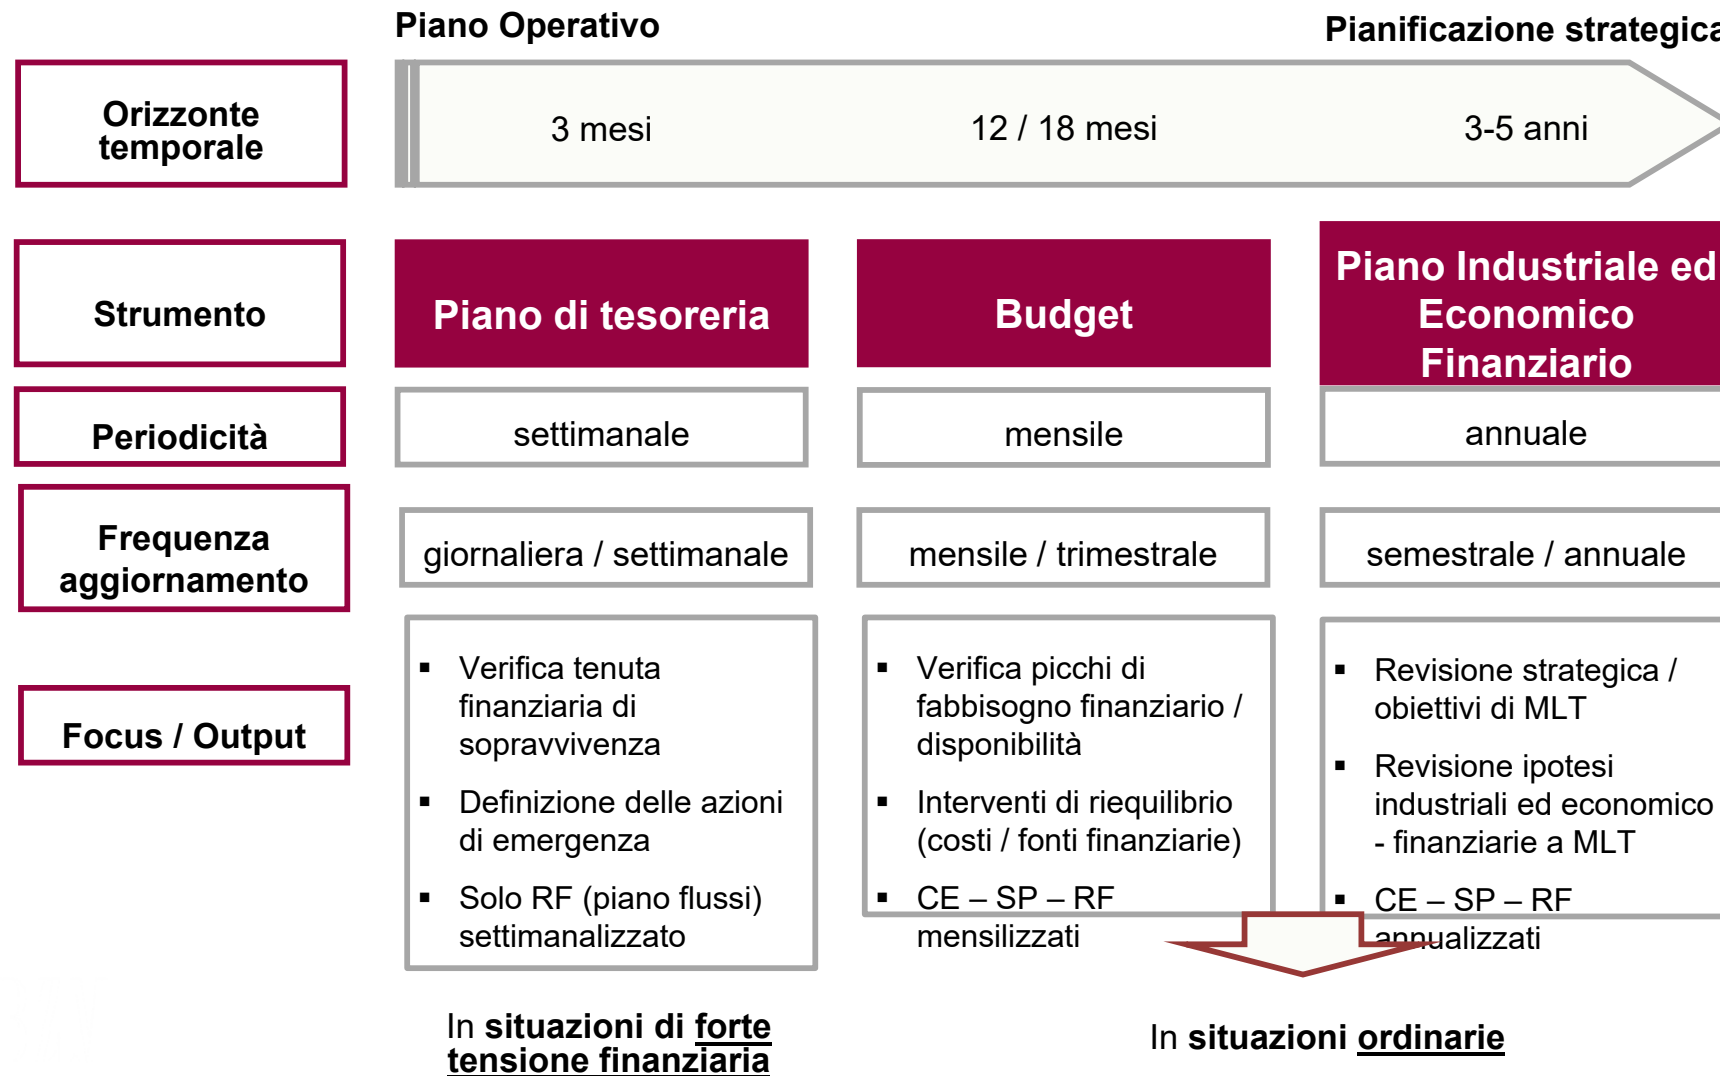 Piano Operativo
Pianificazione strategica
Orizzonte
temporale
3 mesi
12 / 18 mesi
3-5 anni
Strumento
Piano di tesoreria
Budget
Piano Industriale ed
Economico
Finanziario
Periodicità
settimanale
mensile
annuale
Frequenza
aggiornamento
giornaliera / settimanale
mensile / trimestrale
semestrale / annuale
Focus / Output
▪ Verifica tenuta
finanziaria di
sopravvivenza
▪ Definizione delle azioni
di emergenza
▪ Solo RF (piano flussi)
settimanalizzato
▪ Verifica picchi di
fabbisogno finanziario /
disponibilità
▪ Interventi di riequilibrio
(costi / fonti finanziarie)
▪ CE – SP – RF
mensilizzati
▪ Revisione strategica /
obiettivi di MLT
▪ Revisione ipotesi
industriali ed economico
- finanziarie a MLT
▪ CE – SP – RF
annualizzati
In situazioni di forte
tensione finanziaria
In situazioni ordinarie